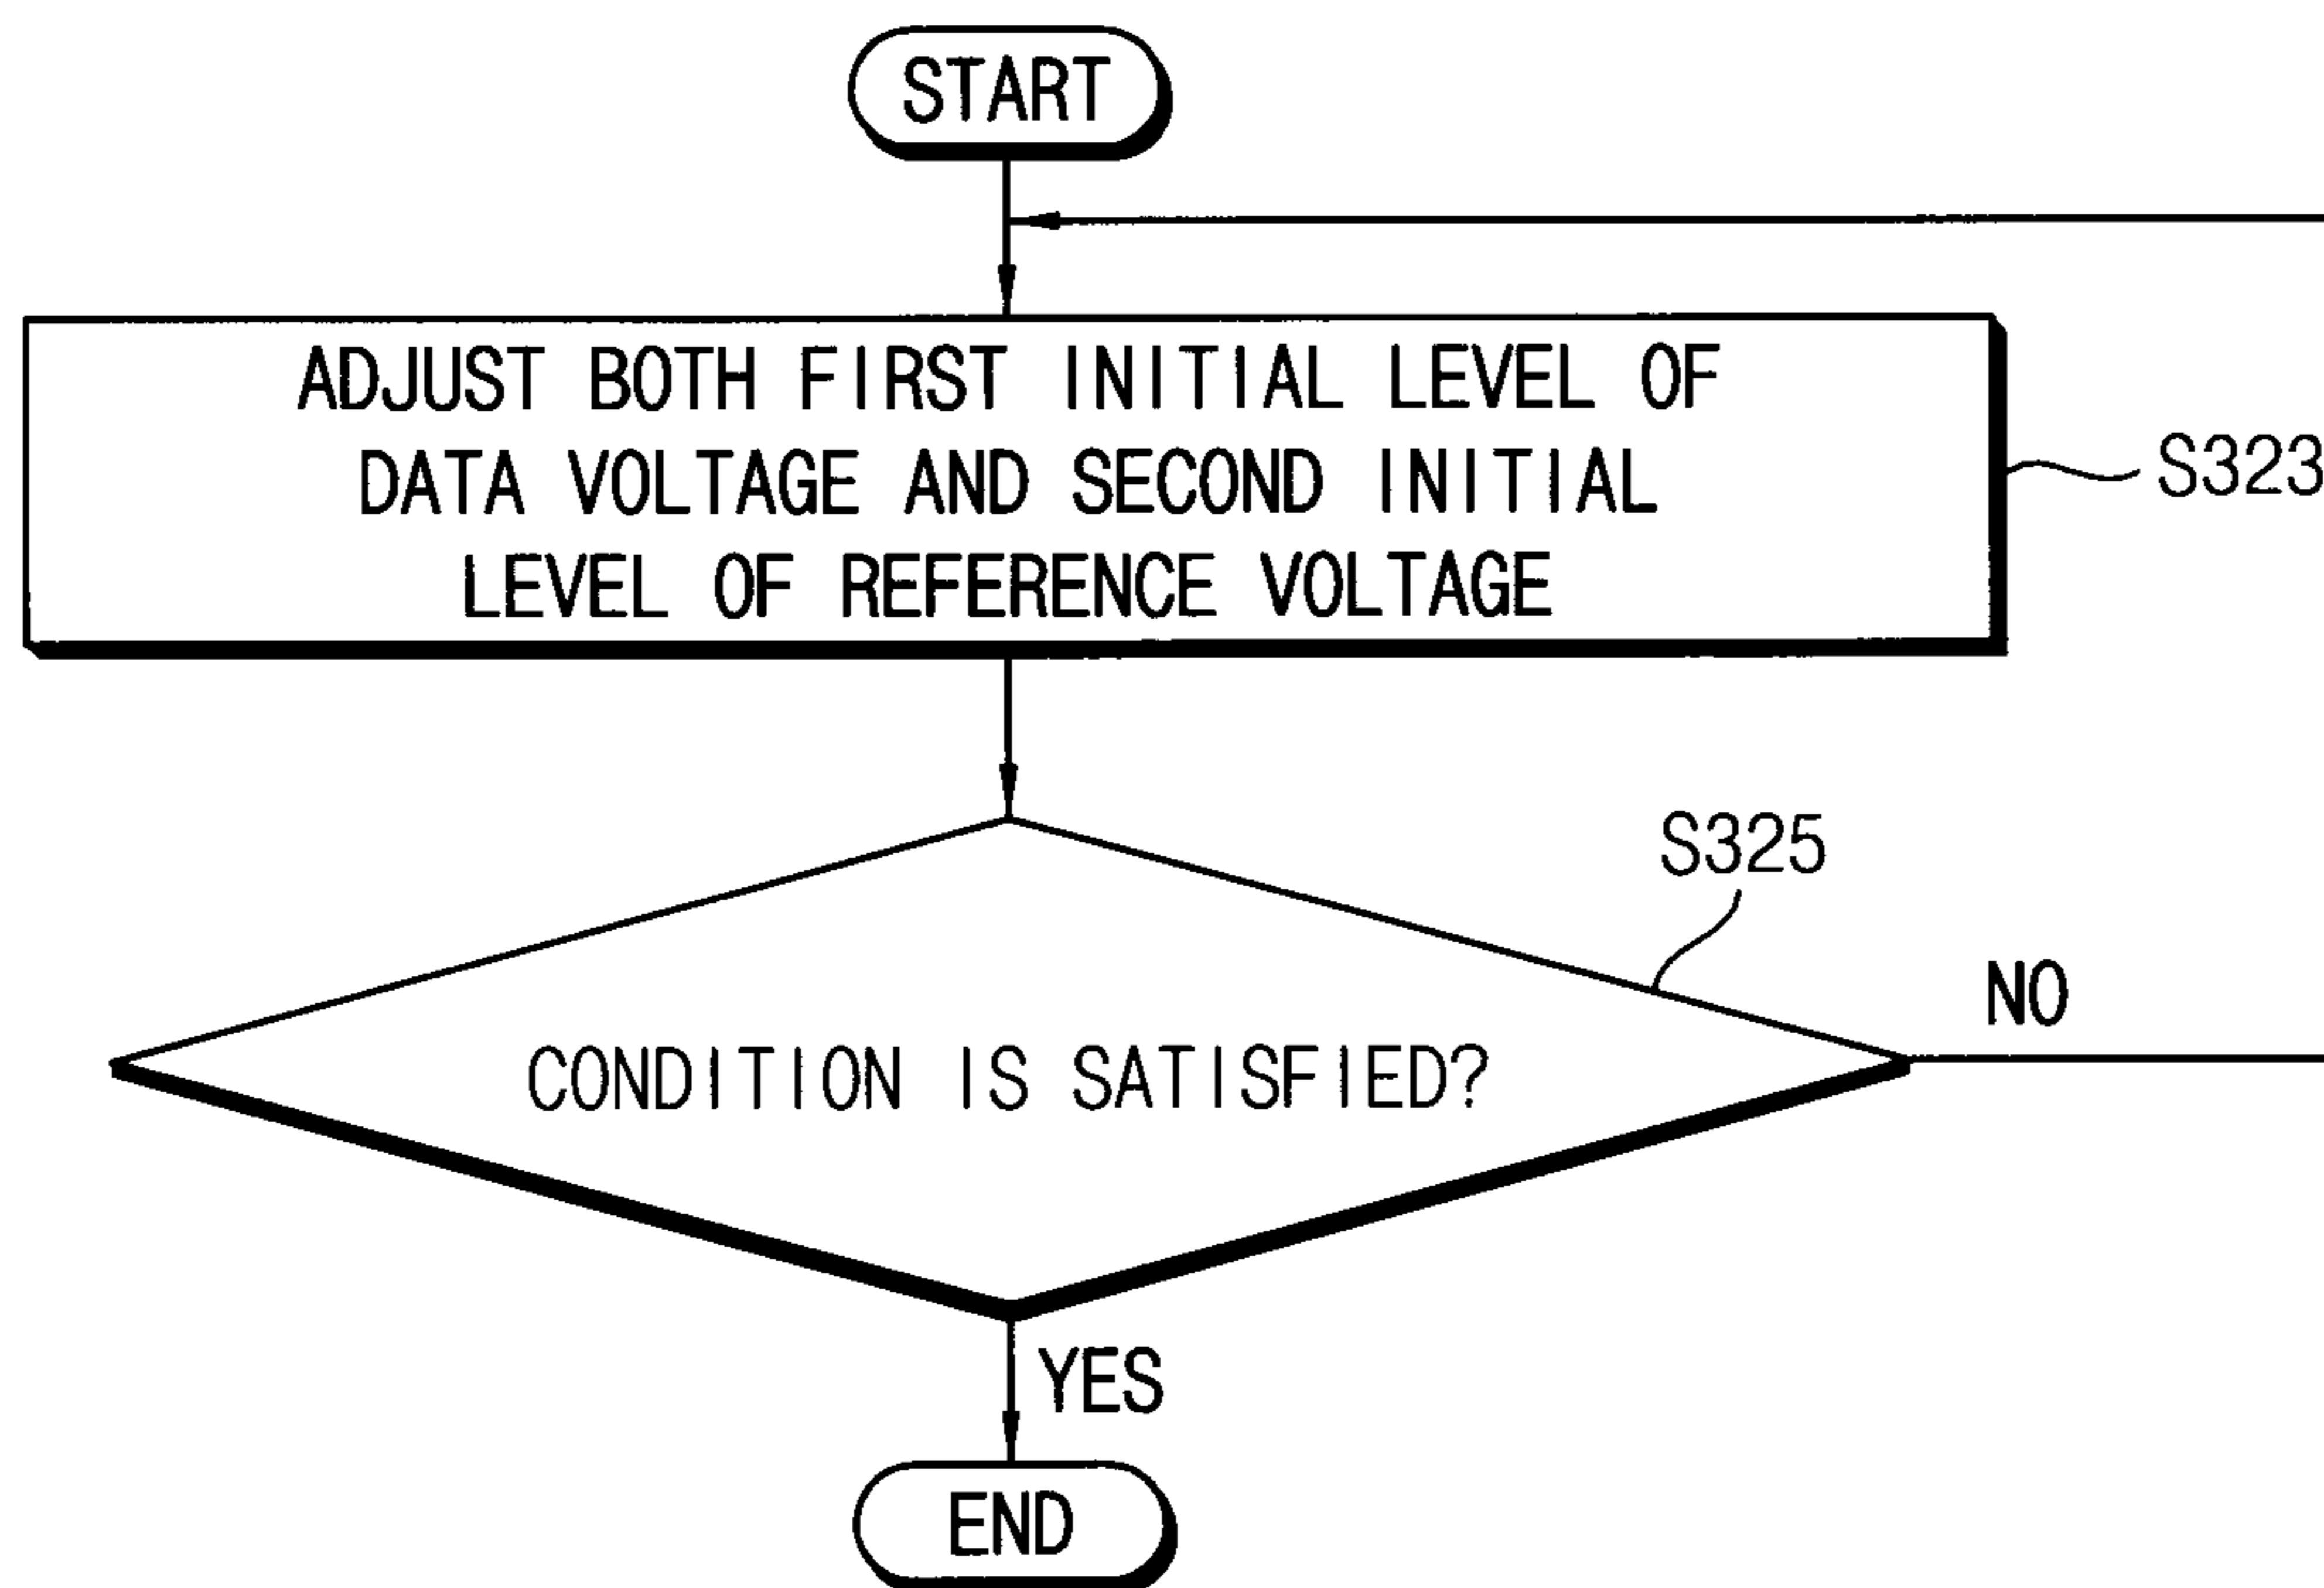 START
ADJUST BOTH FIRST INITIAL LEVEL OF
DATA VOLTAGE AND SECOND INITIAL
LEVEL OF REFERENCE VOLTAGE
S323
S325
NO
CONDITION IS SATISFIED?
YES
END